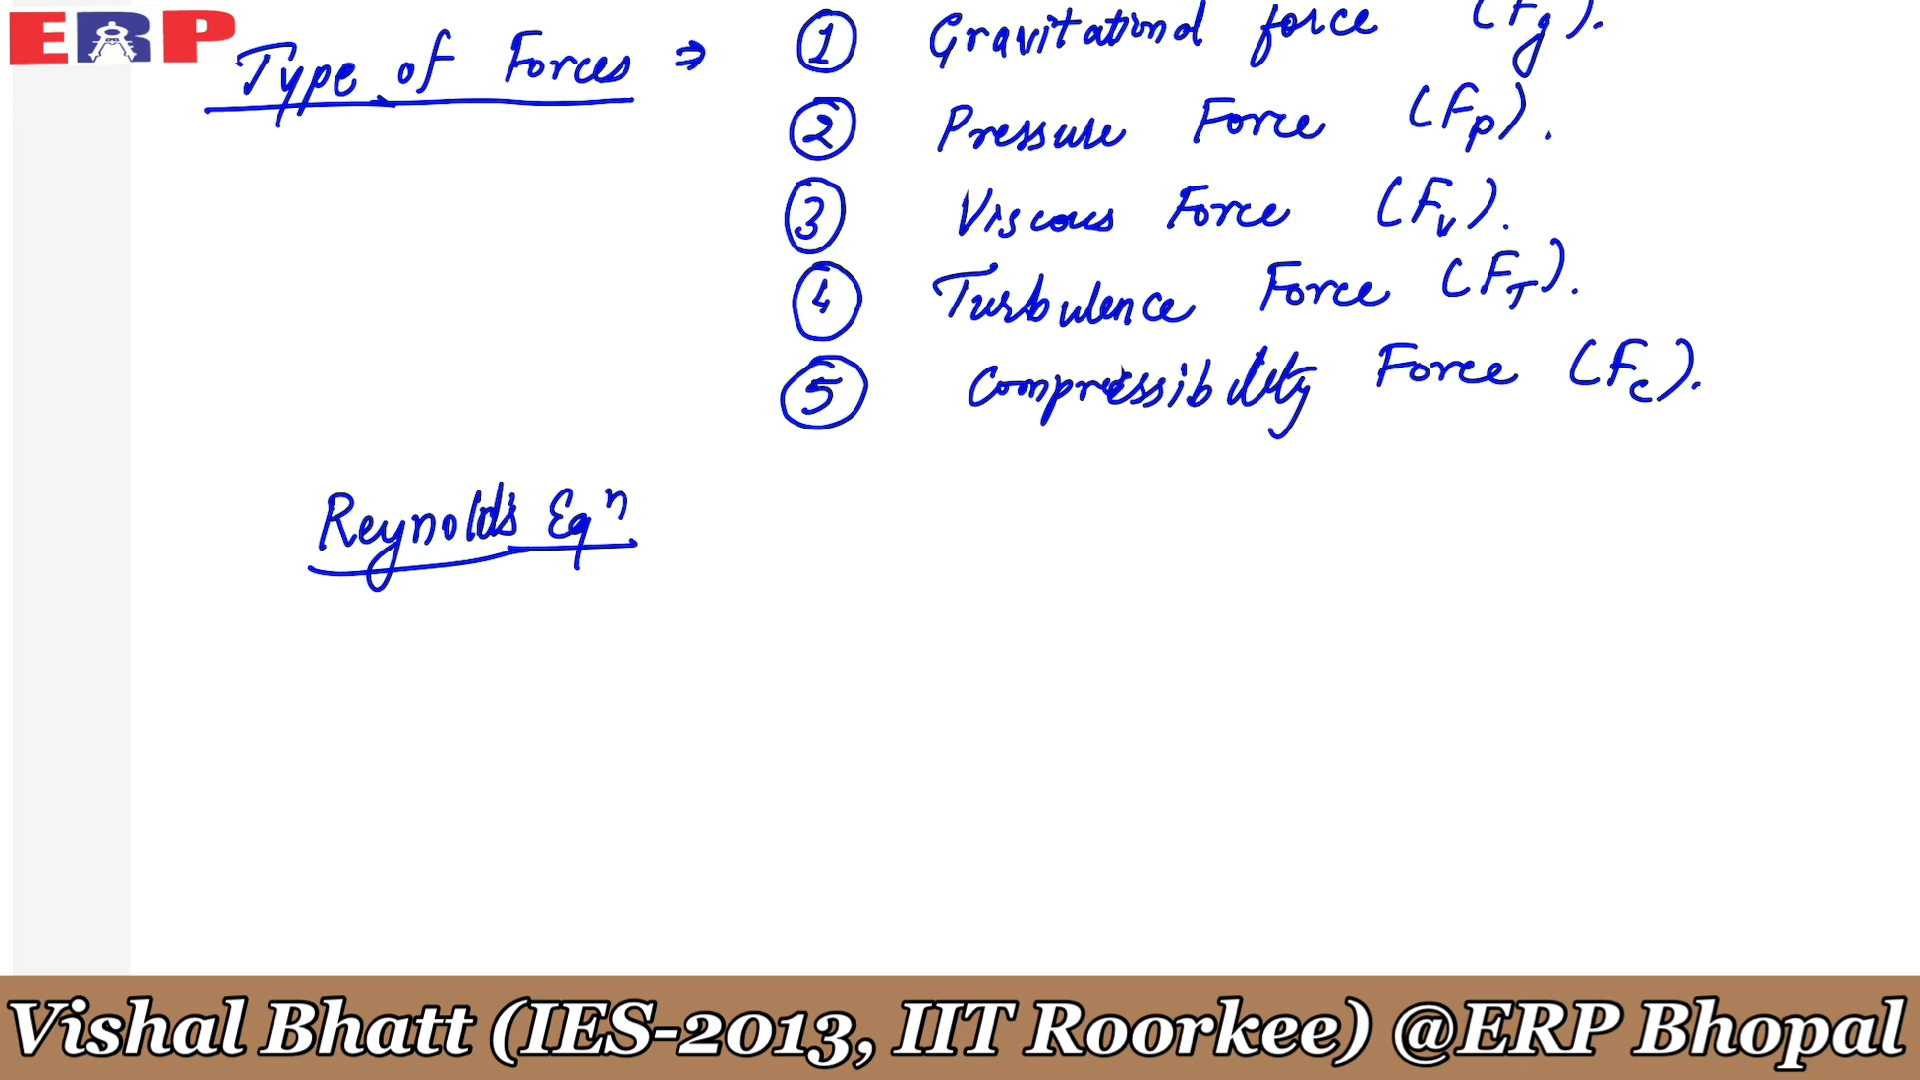 ERP
Type of Forces ⇒ ① Gravitational force (Fg).
② Pressure Force (Fp).
③ Viscous Force (Fv).
④ Turbulence Force (FT).
⑤ Compressibility Force (Fc).
Reynold's Eqⁿ
Vishal Bhatt (IES-2013, IIT Roorkee) @ERP Bhopal